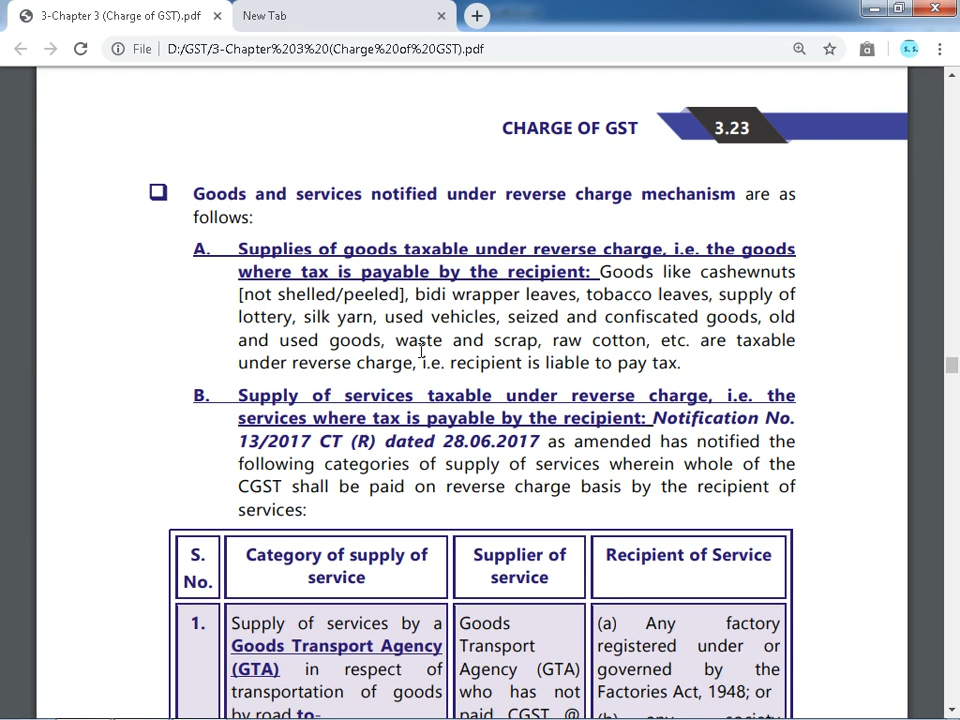 3-Chapter 3 (Charge of GST).pdf
New Tab
File
D:/GST/3-Chapter%203%20(Charge%20of%20GST).pdf
CHARGE OF GST
3.23
Goods and services notified under reverse charge mechanism are as
follows:
A. Supplies of goods taxable under reverse charge, i.e. the goods
where tax is payable by the recipient: Goods like cashewnuts
[not shelled/peeled], bidi wrapper leaves, tobacco leaves, supply of
lottery, silk yarn, used vehicles, seized and confiscated goods, old
and used goods, waste and scrap, raw cotton, etc. are taxable
under reverse charge, i.e. recipient is liable to pay tax.
B. Supply of services taxable under reverse charge, i.e. the
services where tax is payable by the recipient: Notification No.
13/2017 CT (R) dated 28.06.2017 as amended has notified the
following categories of supply of services wherein whole of the
CGST shall be paid on reverse charge basis by the recipient of
services:
S.
No.
Category of supply of
service
Supplier of
service
Recipient of Service
1.
Supply of services by a
Goods Transport Agency
(GTA) in respect of
transportation of goods
by road to-
Goods
Transport
Agency (GTA)
who has not
paid CGST @
(a) Any factory
registered under or
governed by the
Factories Act, 1948; or
(b) any society